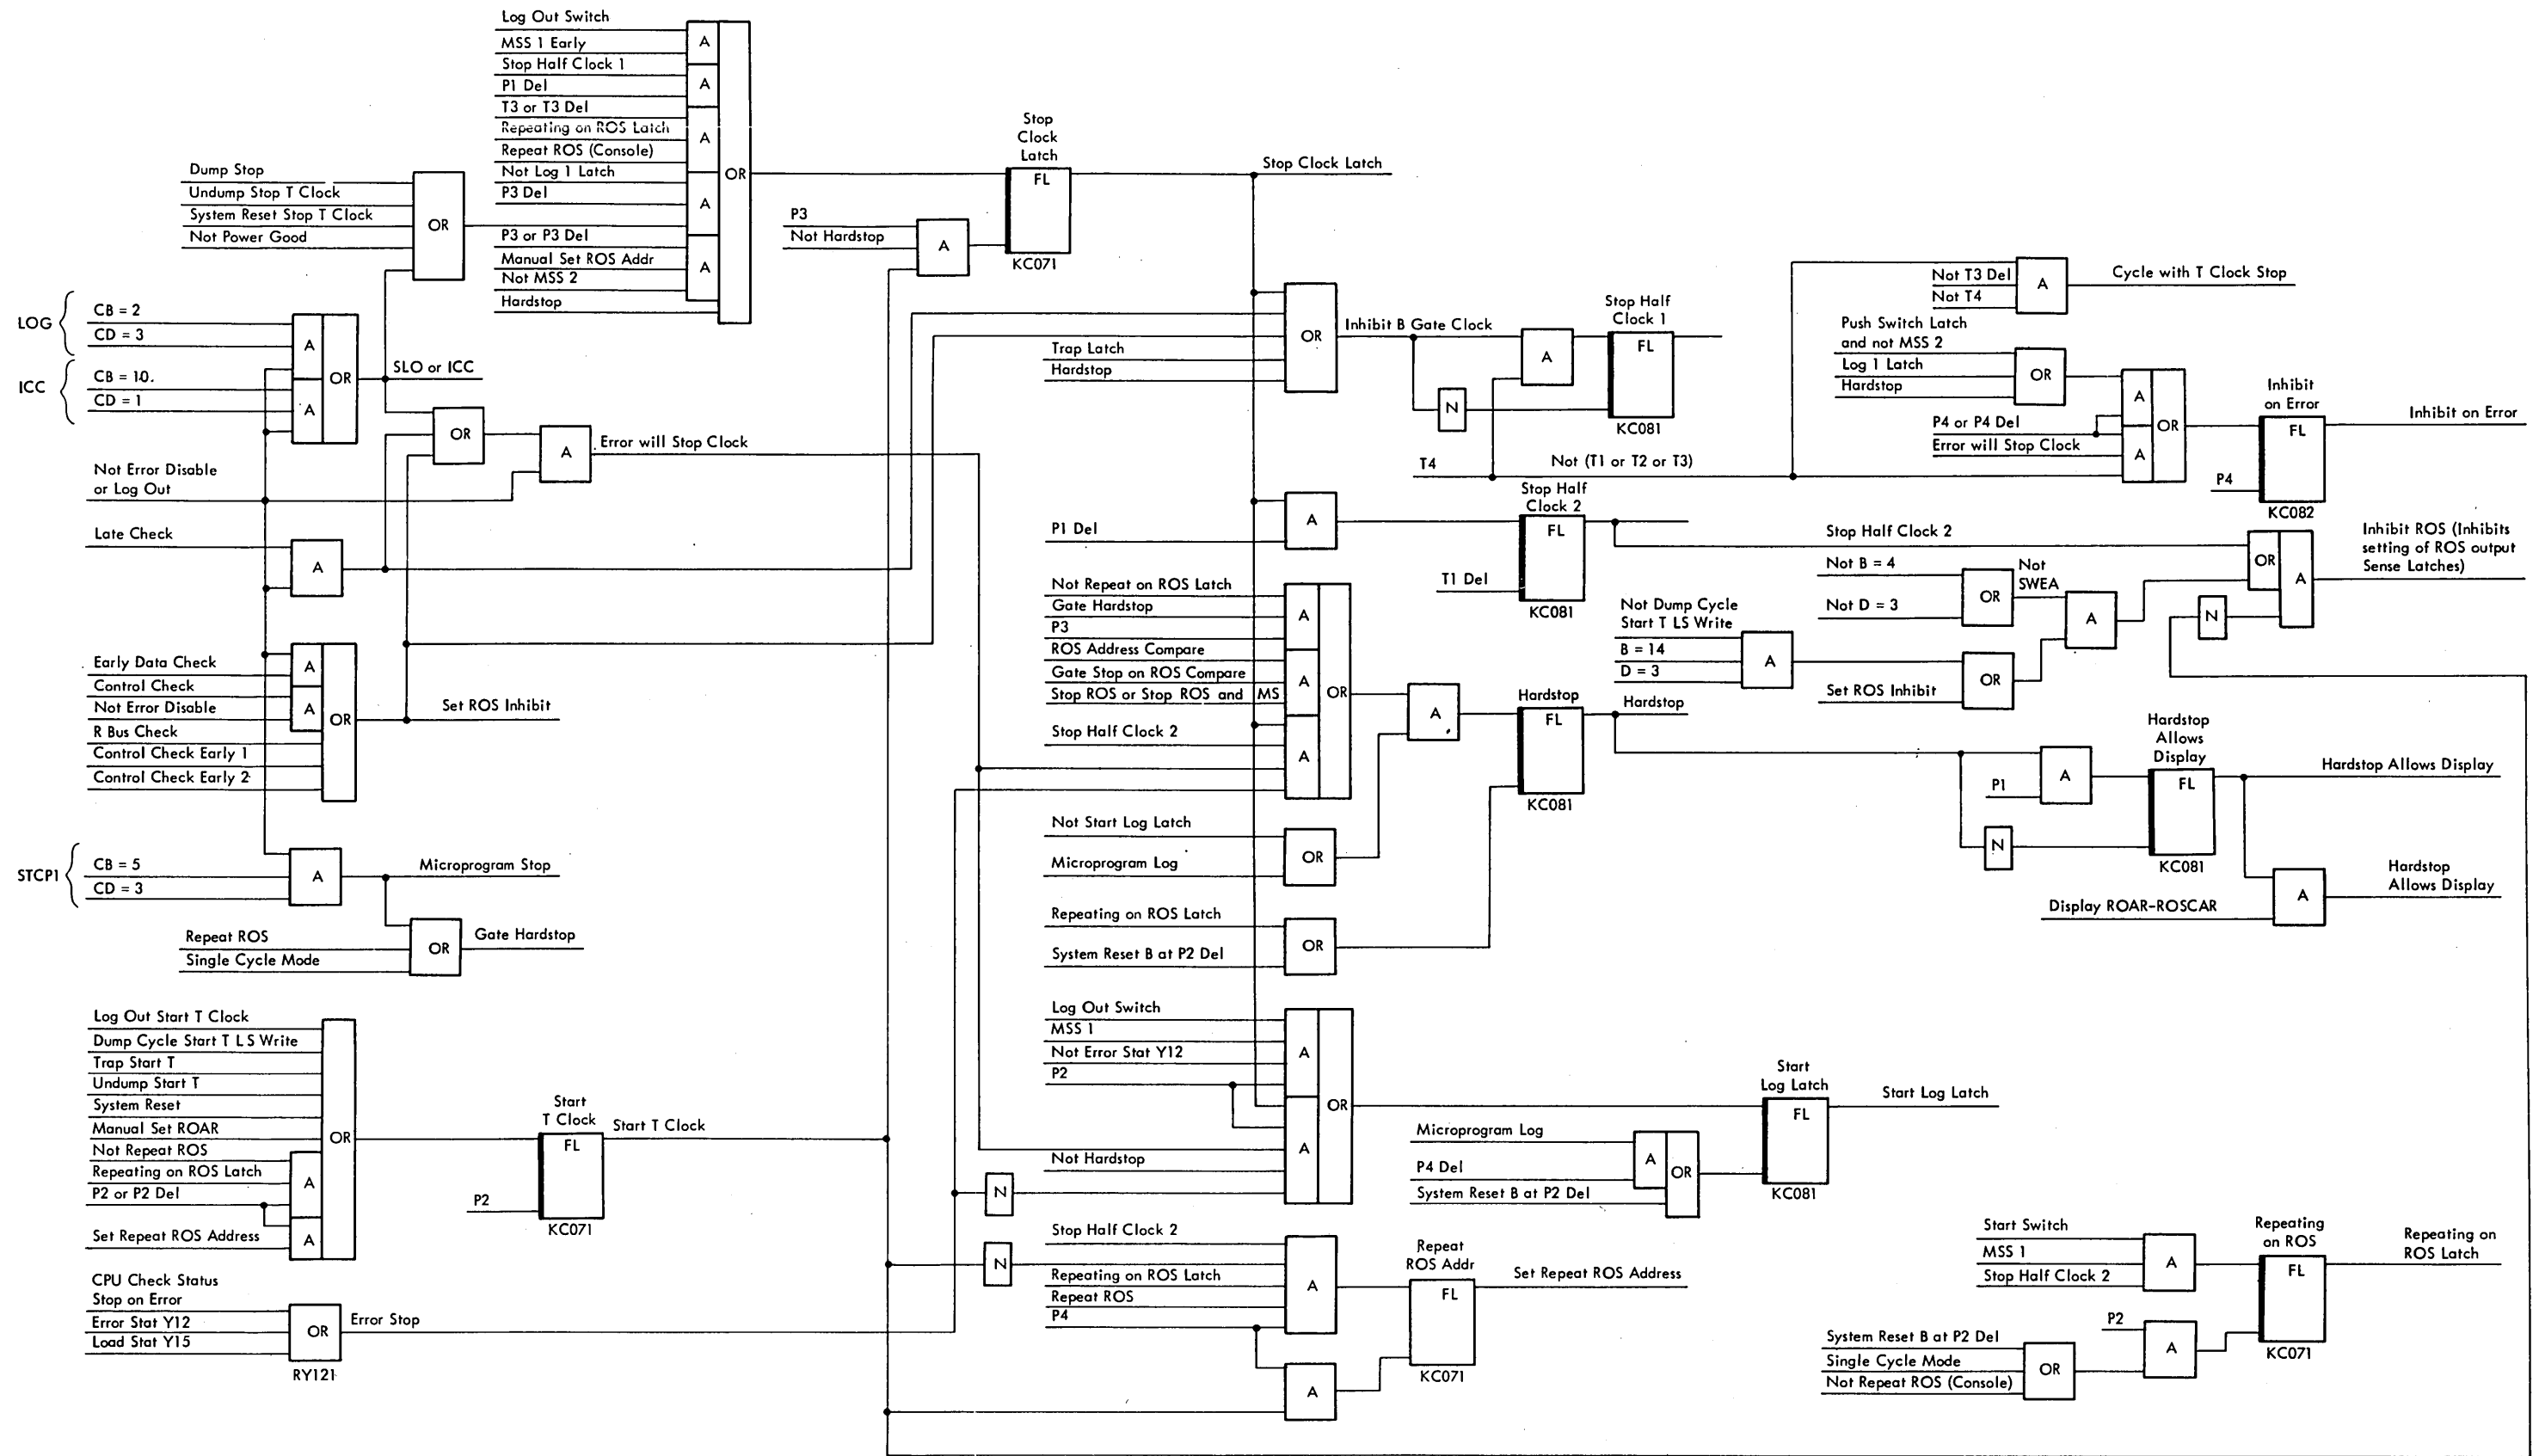 Log Out Switch
MSS 1 Early
Stop Half Clock 1
P1 Del
T3 or T3 Del
Repeating on ROS Latch
Repeat ROS (Console)
Not Log 1 Latch
P3 Del
P3 or P3 Del
Manual Set ROS Addr
Not MSS 2
Hardstop
A
A
A
A
A
OR
Dump Stop
Undump Stop T Clock
System Reset Stop T Clock
Not Power Good
OR
Stop
Clock
Latch
FL
KC071
Stop Clock Latch
P3
Not Hardstop
A
LOG
CB = 2
CD = 3
ICC
CB = 10.
CD = 1
A
A
OR
SLO or ICC
OR
A
Error will Stop Clock
Not Error Disable
or Log Out
Late Check
A
Early Data Check
Control Check
Not Error Disable
R Bus Check
Control Check Early 1
Control Check Early 2
A
A
OR
Set ROS Inhibit
STCP1
CB = 5
CD = 3
A
Microprogram Stop
Repeat ROS
Single Cycle Mode
OR
Gate Hardstop
Log Out Start T Clock
Dump Cycle Start T L S Write
Trap Start T
Undump Start T
System Reset
Manual Set ROAR
Not Repeat ROS
Repeating on ROS Latch
P2 or P2 Del
Set Repeat ROS Address
A
A
OR
Start
T Clock
FL
P2
KC071
Start T Clock
CPU Check Status
Stop on Error
Error Stat Y12
Load Stat Y15
OR
RY121
Error Stop
Trap Latch
Hardstop
OR
Inhibit B Gate Clock
N
A
Stop Half
Clock 1
FL
KC081
T4
Not (T1 or T2 or T3)
P1 Del
A
Stop Half
Clock 2
FL
T1 Del
KC081
Not Repeat on ROS Latch
Gate Hardstop
P3
ROS Address Compare
Gate Stop on ROS Compare
Stop ROS or Stop ROS and MS
Stop Half Clock 2
A
A
A
OR
A
Hardstop
FL
KC081
Hardstop
Not Start Log Latch
Microprogram Log
OR
Repeating on ROS Latch
System Reset B at P2 Del
OR
Log Out Switch
MSS 1
Not Error Stat Y12
P2
Not Hardstop
N
A
A
OR
Microprogram Log
P4 Del
System Reset B at P2 Del
A
OR
Start
Log Latch
FL
KC081
Start Log Latch
Stop Half Clock 2
N
Repeating on ROS Latch
Repeat ROS
P4
A
A
Repeat
ROS Addr
FL
KC071
Set Repeat ROS Address
Not T3 Del
Not T4
A
Cycle with T Clock Stop
Push Switch Latch
and not MSS 2
Log 1 Latch
Hardstop
OR
P4 or P4 Del
Error will Stop Clock
A
A
OR
P4
Inhibit
on Error
FL
KC082
Inhibit on Error
Stop Half Clock 2
Not B = 4
Not D = 3
OR
Not
SWEA
Not Dump Cycle
Start T LS Write
B = 14
D = 3
A
Set ROS Inhibit
OR
A
N
OR
A
Inhibit ROS (Inhibits
setting of ROS output
Sense Latches)
P1
A
N
Hardstop
Allows
Display
FL
KC081
Hardstop Allows Display
Display ROAR-ROSCAR
A
Hardstop
Allows Display
Start Switch
MSS 1
Stop Half Clock 2
A
Repeating
on ROS
FL
KC071
Repeating on
ROS Latch
P2
System Reset B at P2 Del
Single Cycle Mode
Not Repeat ROS (Console)
OR
A